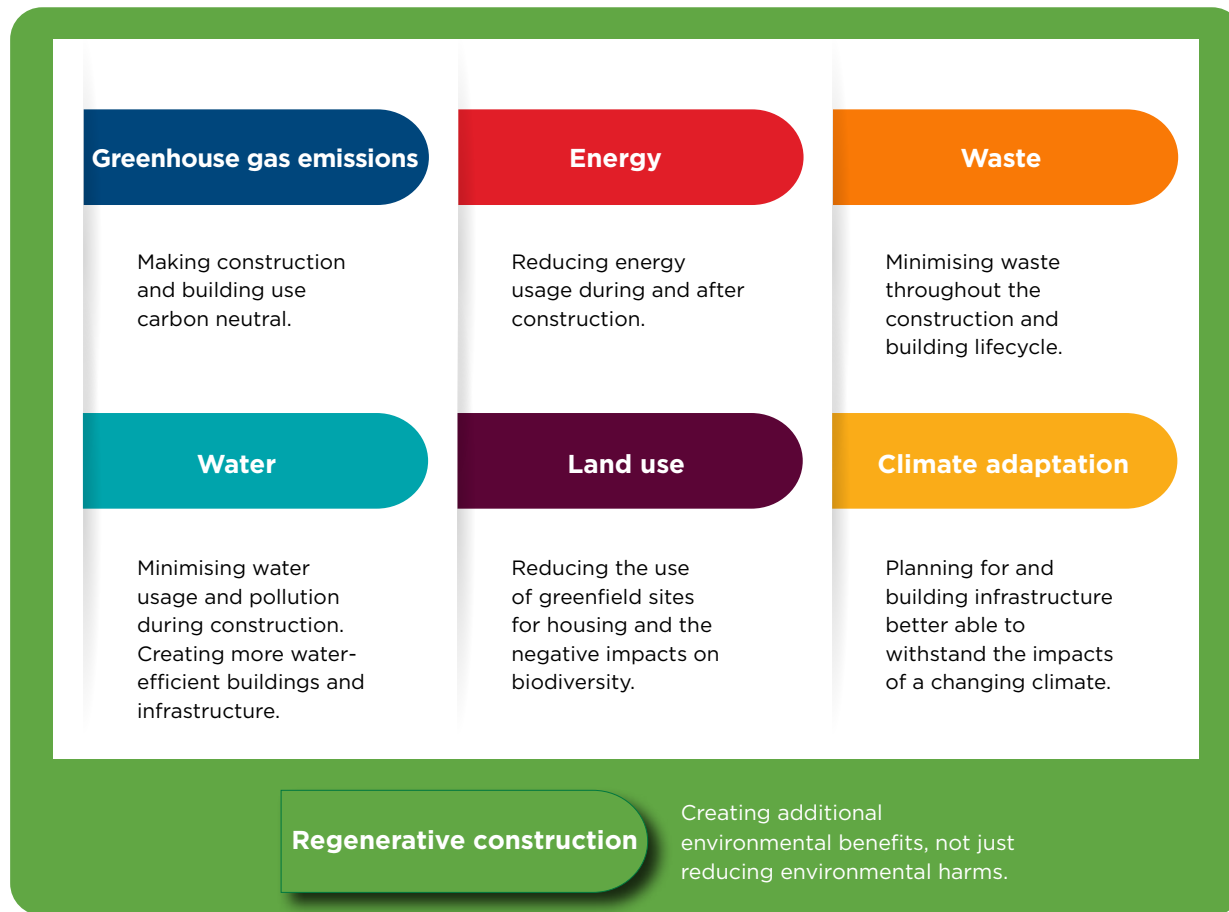 Greenhouse gas emissions
Making construction
and building use
carbon neutral.
Energy
Reducing energy
usage during and after
construction.
Waste
Minimising waste
throughout the
construction and
building lifecycle.
Water
Minimising water
usage and pollution
during construction.
Creating more water-
efficient buildings and
infrastructure.
Land use
Reducing the use
of greenfield sites
for housing and the
negative impacts on
biodiversity.
Climate adaptation
Planning for and
building infrastructure
better able to
withstand the impacts
of a changing climate.
Regenerative construction
Creating additional
environmental benefits, not just
reducing environmental harms.